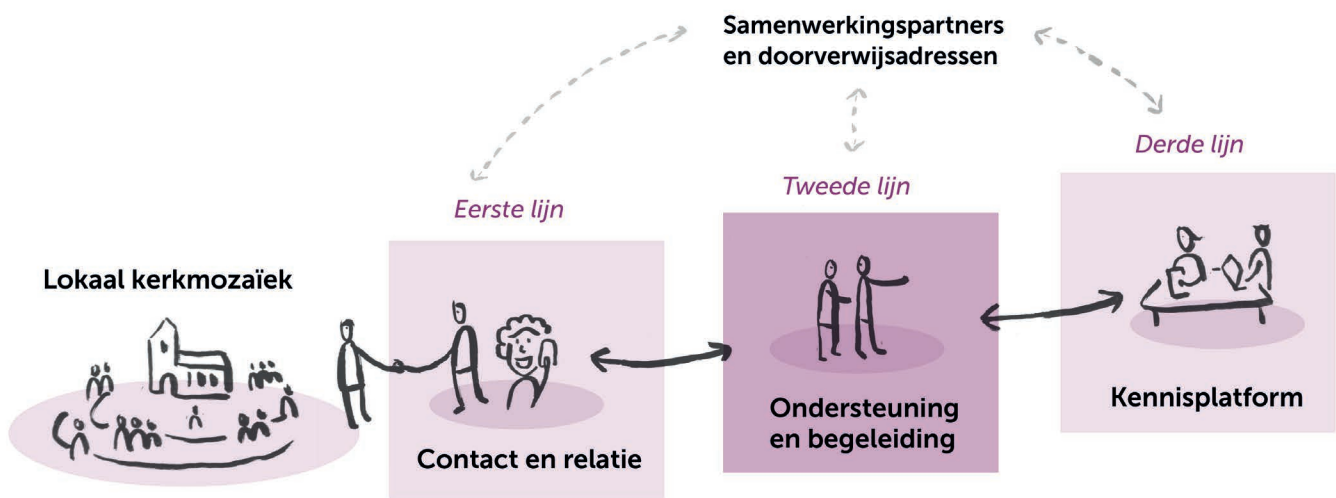 Samenwerkingspartners
en doorverwijsadressen
Derde lijn
Tweede lijn
Eerste lijn
Lokaal kerkmozaïek
Contact en relatie
Ondersteuning
en begeleiding
Kennisplatform